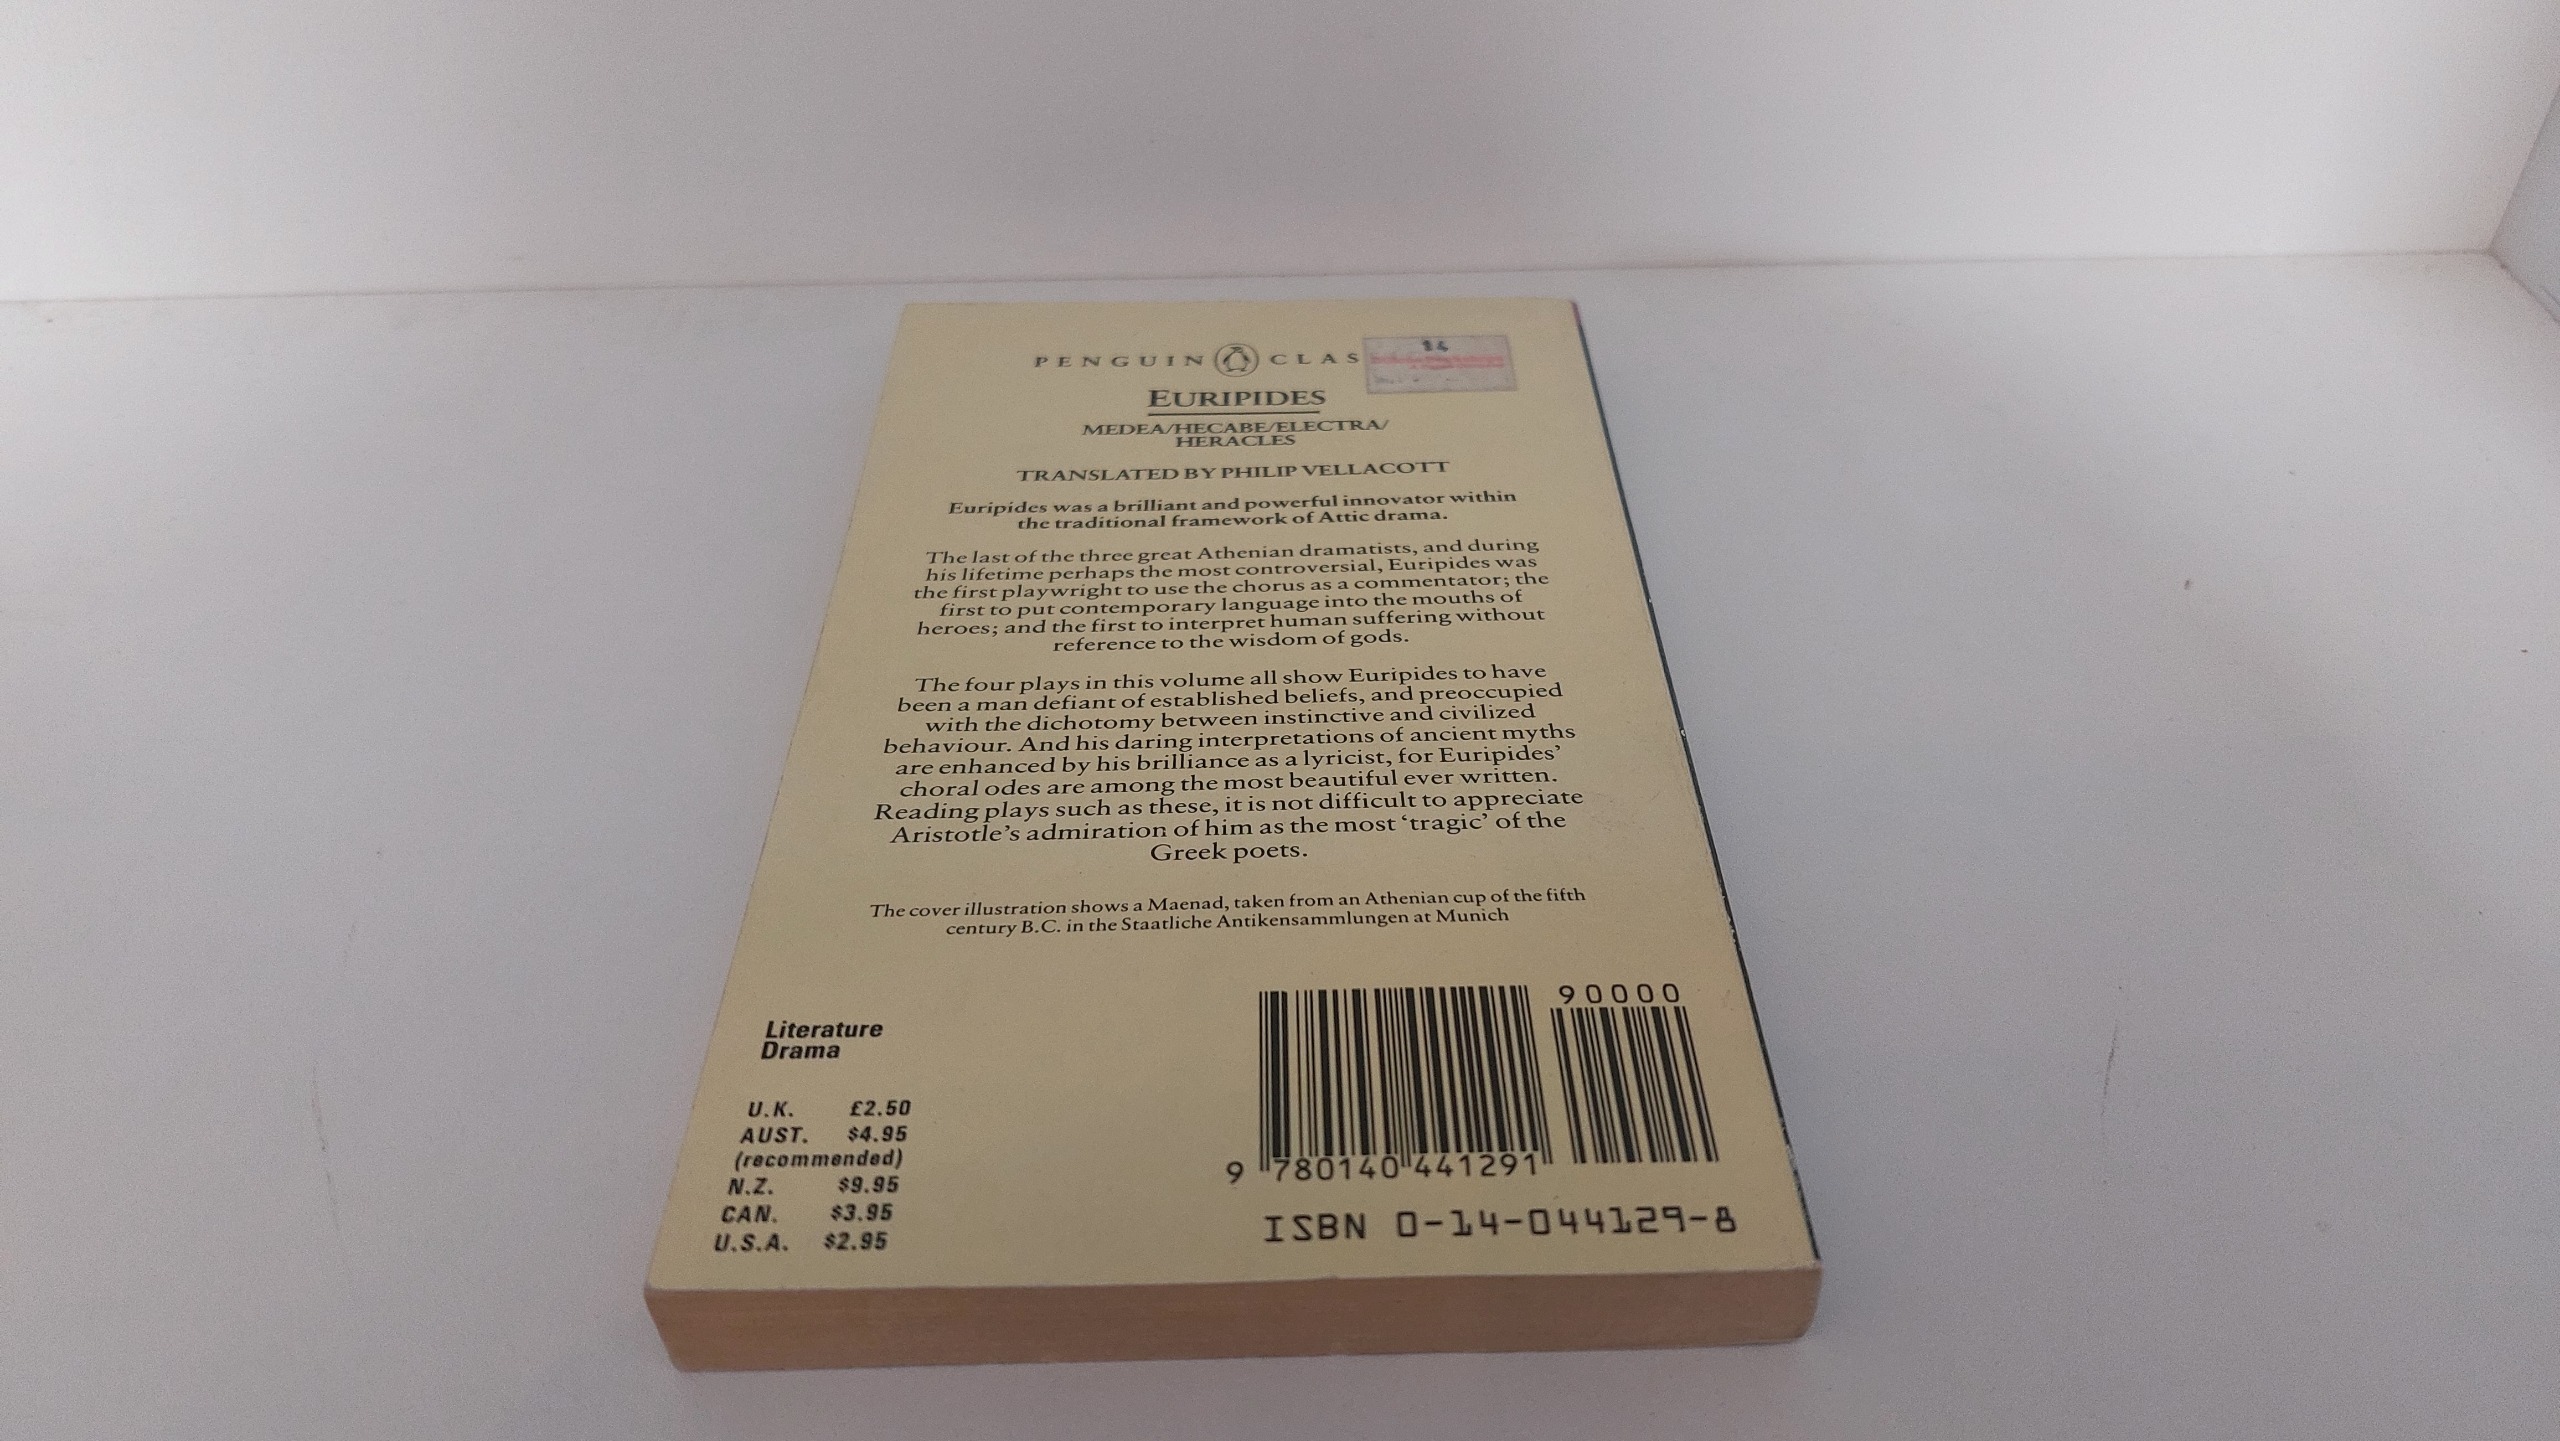 PENGUIN CLAS
14
EURIPIDES
MEDEA/HECABE/ELECTRA/
HERACLES
TRANSLATED BY PHILIP VELLACOTT
Euripides was a brilliant and powerful innovator within
the traditional framework of Attic drama.
The last of the three great Athenian dramatists, and during
his lifetime perhaps the most controversial, Euripides was
the first playwright to use the chorus as a commentator; the
first to put contemporary language into the mouths of
heroes; and the first to interpret human suffering without
reference to the wisdom of gods.
The four plays in this volume all show Euripides to have
been a man defiant of established beliefs, and preoccupied
with the dichotomy between instinctive and civilized
behaviour. And his daring interpretations of ancient myths
are enhanced by his brilliance as a lyricist, for Euripides’
choral odes are among the most beautiful ever written.
Reading plays such as these, it is not difficult to appreciate
Aristotle’s admiration of him as the most ‘tragic’ of the
Greek poets.
The cover illustration shows a Maenad, taken from an Athenian cup of the fifth
century B.C. in the Staatliche Antikensammlungen at Munich
Literature
Drama
U.K. £2.50
AUST. $4.95
(recommended)
N.Z. $9.95
CAN. $3.95
U.S.A. $2.95
90000
9 780140 441291
ISBN 0-14-044129-8